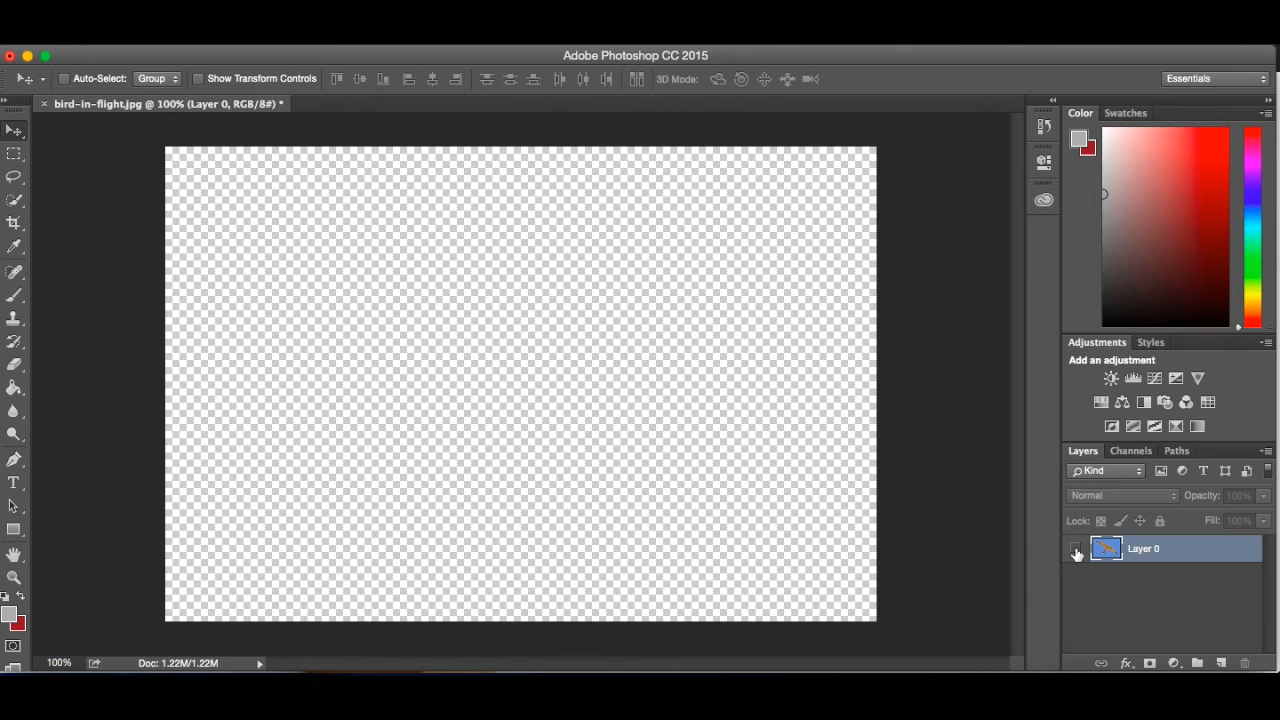 Adobe Photoshop CC 2015
Auto-Select: Group Show Transform Controls 3D Mode: Essentials
× bird-in-flight.jpg @ 100% (Layer 0, RGB/8#) *
Color Swatches
Adjustments Styles
Add an adjustment
Layers Channels Paths
Kind
Normal Opacity: 100%
Lock: Fill: 100%
Layer 0
100% Doc: 1.22M/1.22M